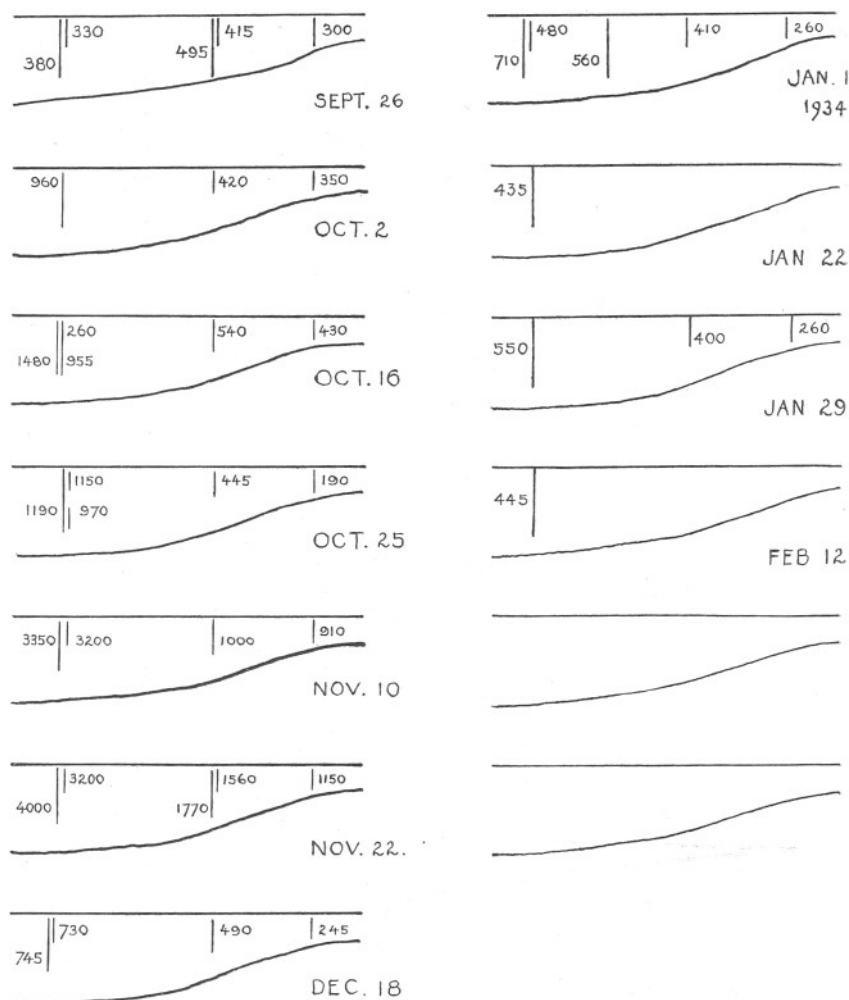 330 415 300
380 495
SEPT. 26
960 420 350
OCT. 2
260 540 430
1480 955
OCT. 16
1150 445 190
1190 970
OCT. 25
3350 3200 1000 910
NOV. 10
3200 1560 1150
4000 1770
NOV. 22.
730 490 245
745
DEC. 18
480 410 260
710 560
JAN. 1
1934
435
JAN 22
550 400 260
JAN 29
445
FEB 12